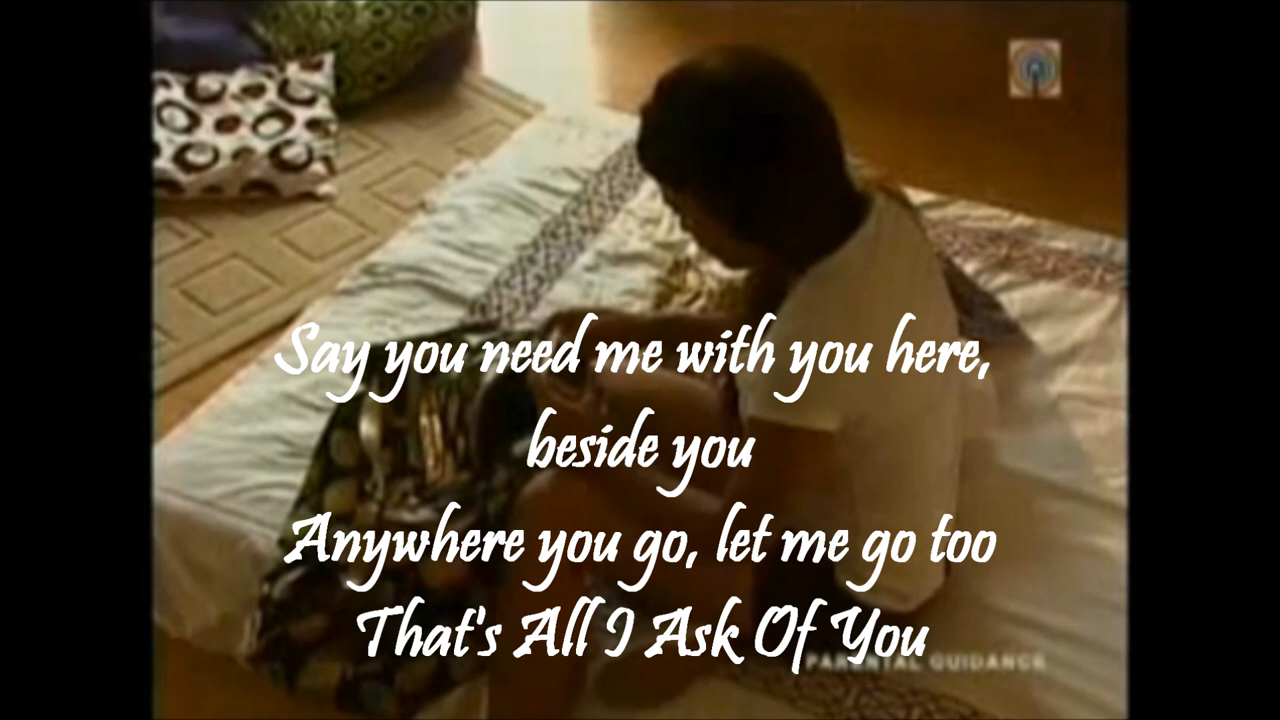 Say you need me with you here,
beside you
Anywhere you go, let me go too
That's All I Ask Of You
PARENTAL GUIDANCE